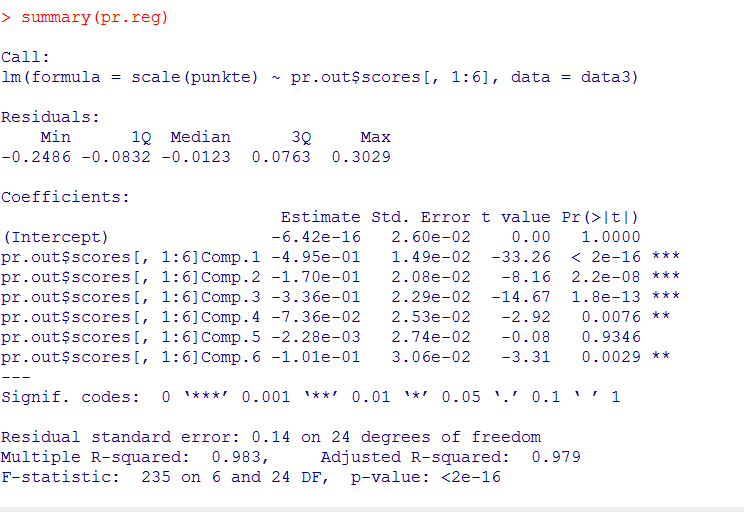 > summary(pr.reg)

Call:
lm(formula = scale(punkte) ~ pr.out$scores[, 1:6], data = data3)

Residuals:
    Min      1Q  Median      3Q     Max
-0.2486 -0.0832 -0.0123  0.0763  0.3029

Coefficients:
                            Estimate Std. Error t value Pr(>|t|)
(Intercept)                -6.42e-16   2.60e-02    0.00   1.0000
pr.out$scores[, 1:6]Comp.1 -4.95e-01   1.49e-02  -33.26  < 2e-16 ***
pr.out$scores[, 1:6]Comp.2 -1.70e-01   2.08e-02   -8.16  2.2e-08 ***
pr.out$scores[, 1:6]Comp.3 -3.36e-01   2.29e-02  -14.67  1.8e-13 ***
pr.out$scores[, 1:6]Comp.4 -7.36e-02   2.53e-02   -2.92   0.0076 **
pr.out$scores[, 1:6]Comp.5 -2.28e-03   2.74e-02   -0.08   0.9346
pr.out$scores[, 1:6]Comp.6 -1.01e-01   3.06e-02   -3.31   0.0029 **
---
Signif. codes:  0 ‘***’ 0.001 ‘**’ 0.01 ‘*’ 0.05 ‘.’ 0.1 ‘ ’ 1

Residual standard error: 0.14 on 24 degrees of freedom
Multiple R-squared:  0.983,     Adjusted R-squared:  0.979
F-statistic:  235 on 6 and 24 DF,  p-value: <2e-16